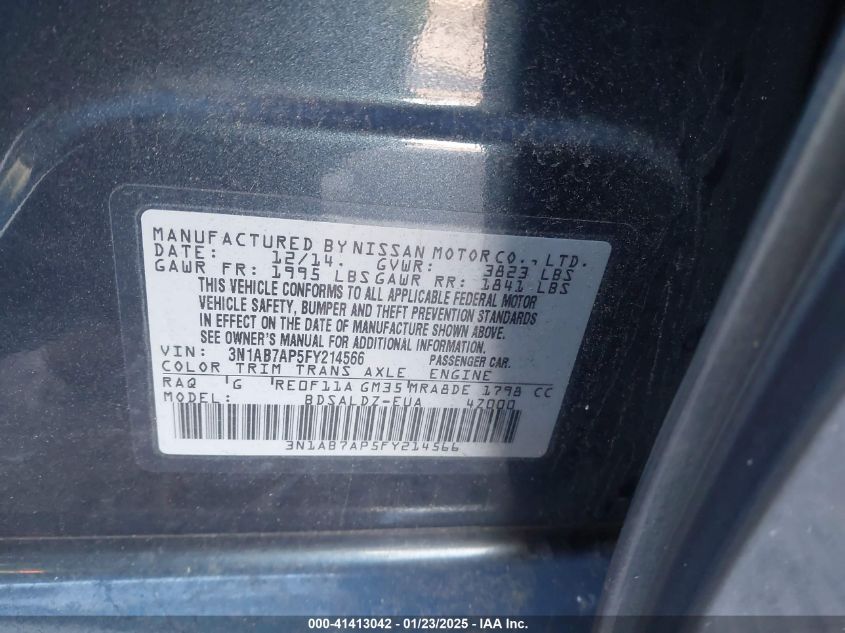 MANUFACTURED BY NISSAN MOTOR CO., LTD.
DATE: 12/14. GVWR: 3823 LBS
GAWR FR: 1995 LBS GAWR RR: 1841 LBS
THIS VEHICLE CONFORMS TO ALL APPLICABLE FEDERAL MOTOR
VEHICLE SAFETY, BUMPER AND THEFT PREVENTION STANDARDS
IN EFFECT ON THE DATE OF MANUFACTURE SHOWN ABOVE.
SEE OWNER'S MANUAL FOR ADDITIONAL INFORMATION.
VIN: 3N1AB7AP5FY214566 PASSENGER CAR.
COLOR TRIM TRANS AXLE ENGINE
RAQ G RE0F11A GM35 MRA8DE 1798 CC
MODEL: BDSALDZ-EUA 47000
3N1AB7AP5FY214566
000-41413042 - 01/23/2025 - IAA Inc.